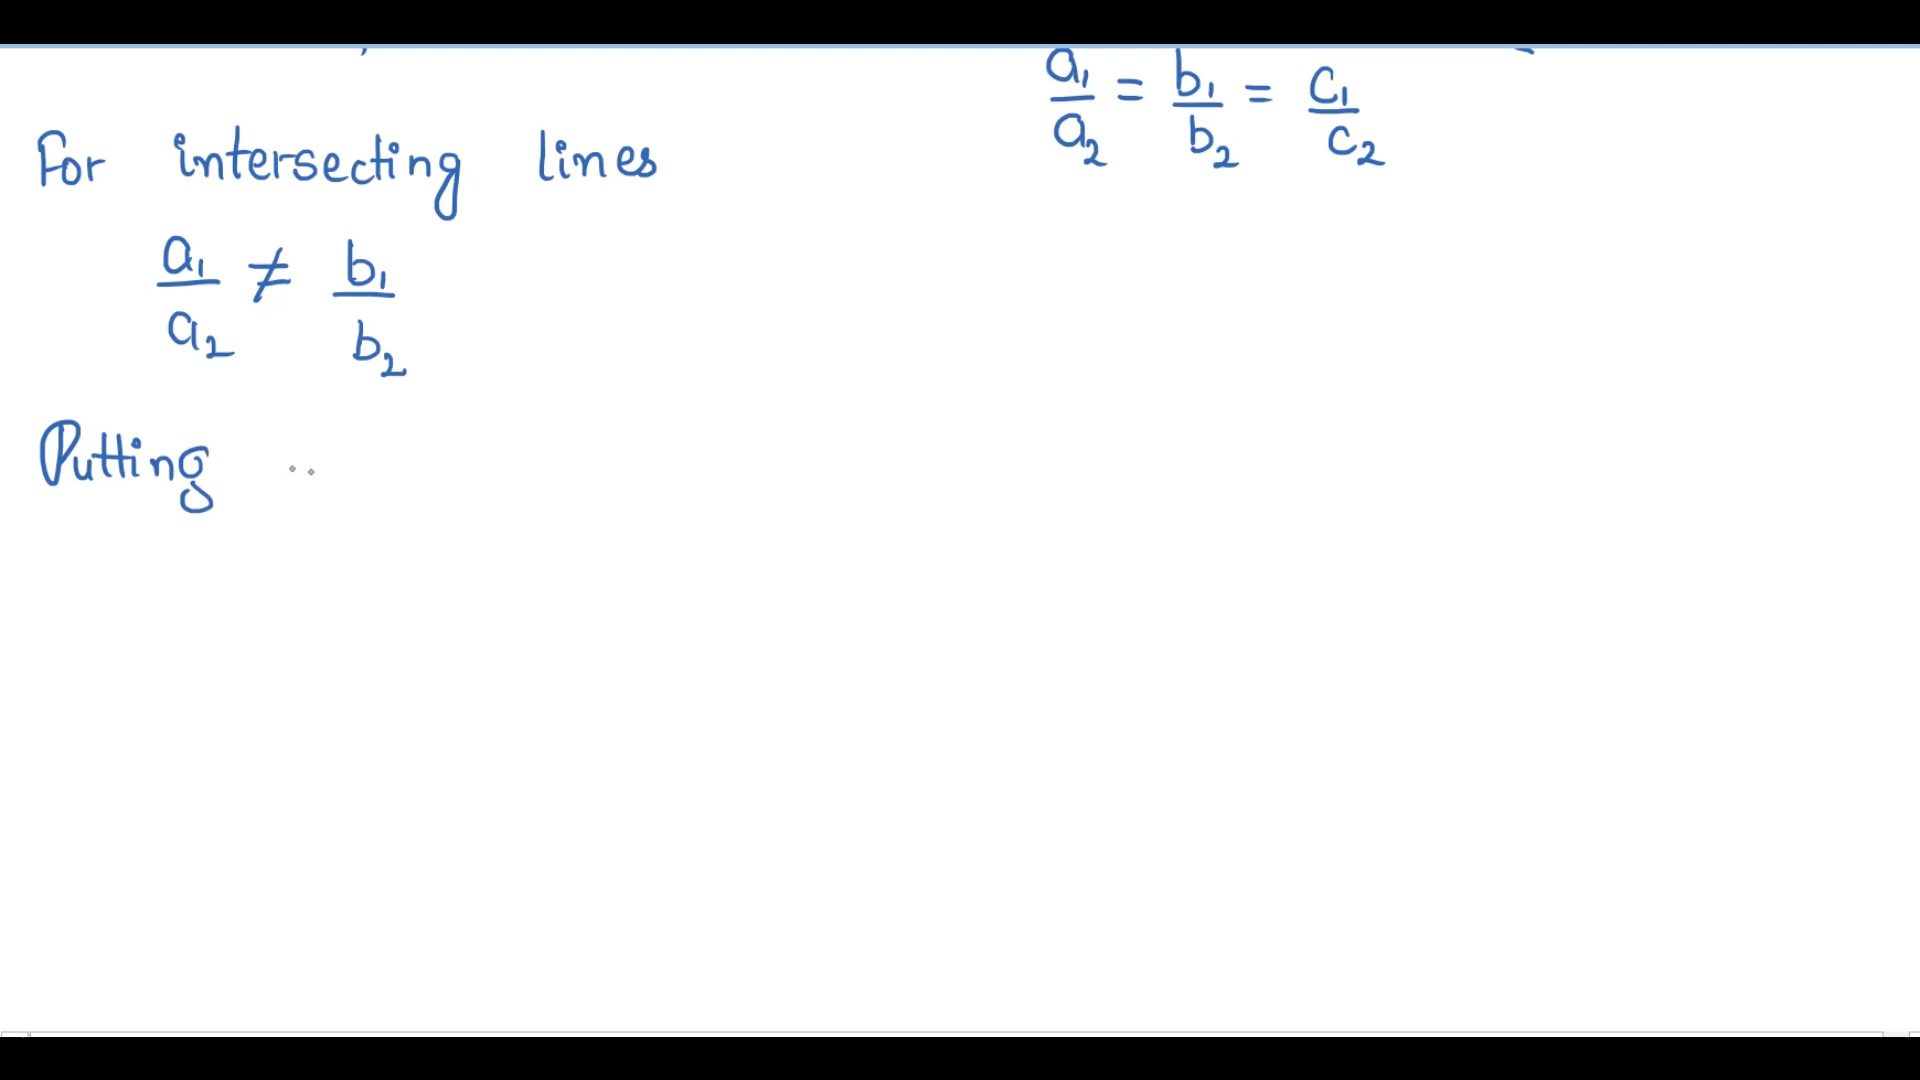 a₁/a₂ = b₁/b₂ = c₁/c₂
For intersecting lines
a₁/a₂ ≠ b₁/b₂
Putting